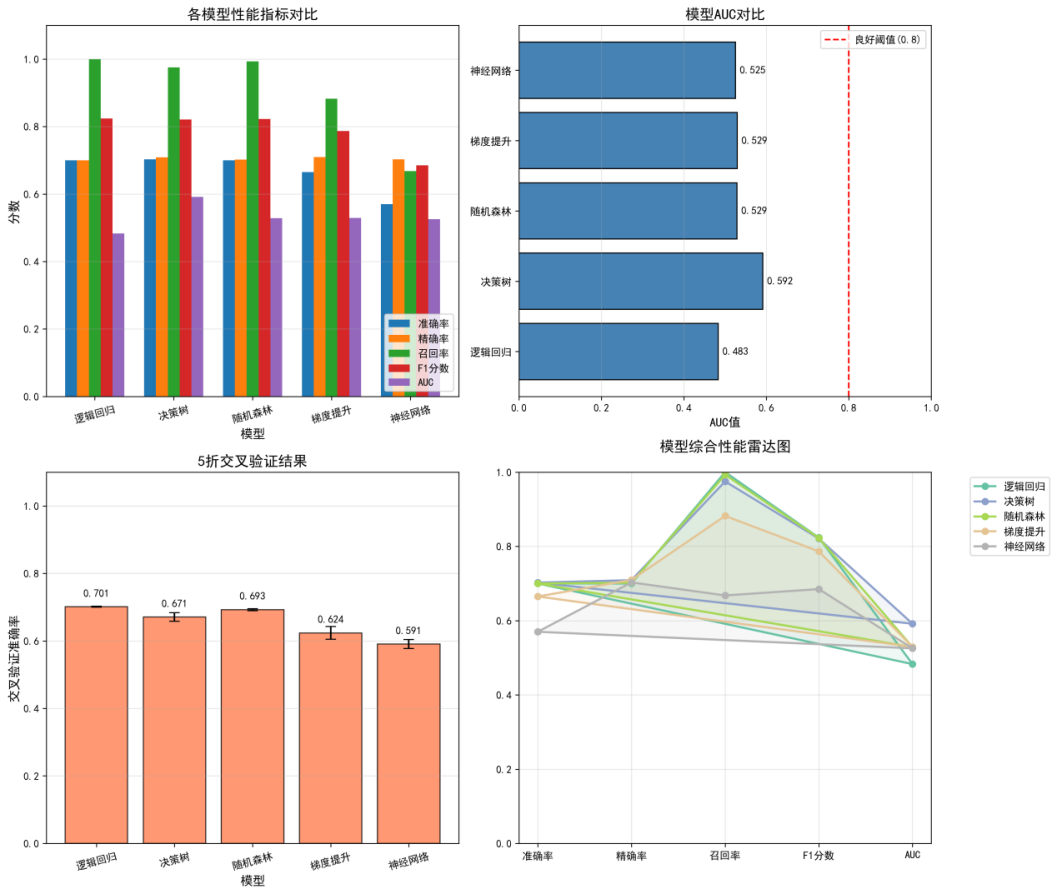 各模型性能指标对比
分数
1.0
0.8
0.6
0.4
0.2
0.0
准确率
精确率
召回率
F1分数
AUC
逻辑回归
决策树
随机森林
梯度提升
神经网络
模型
模型AUC对比
良好阈值(0.8)
神经网络
0.525
梯度提升
0.529
随机森林
0.529
决策树
0.592
逻辑回归
0.483
0.0
0.2
0.4
0.6
0.8
1.0
AUC值
5折交叉验证结果
交叉验证准确率
1.0
0.8
0.6
0.4
0.2
0.0
0.701
0.671
0.693
0.624
0.591
逻辑回归
决策树
随机森林
梯度提升
神经网络
模型
模型综合性能雷达图
1.0
0.8
0.6
0.4
0.2
0.0
准确率
精确率
召回率
F1分数
AUC
逻辑回归
决策树
随机森林
梯度提升
神经网络